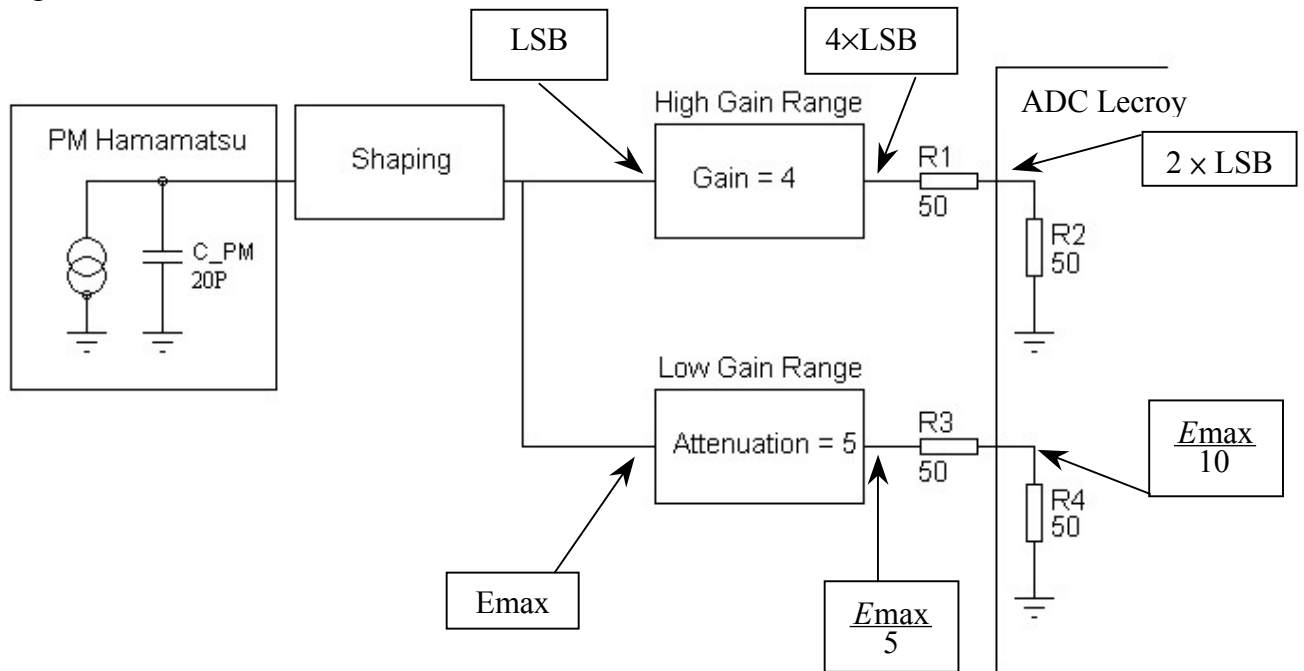 LSB
4×LSB
High Gain Range
ADC Lecroy
PM Hamamatsu
Shaping
Gain = 4
R1
50
2 × LSB
C_PM
20P
R2
50
Low Gain Range
Attenuation = 5
R3
50
Emax
10
R4
50
Emax
Emax
5